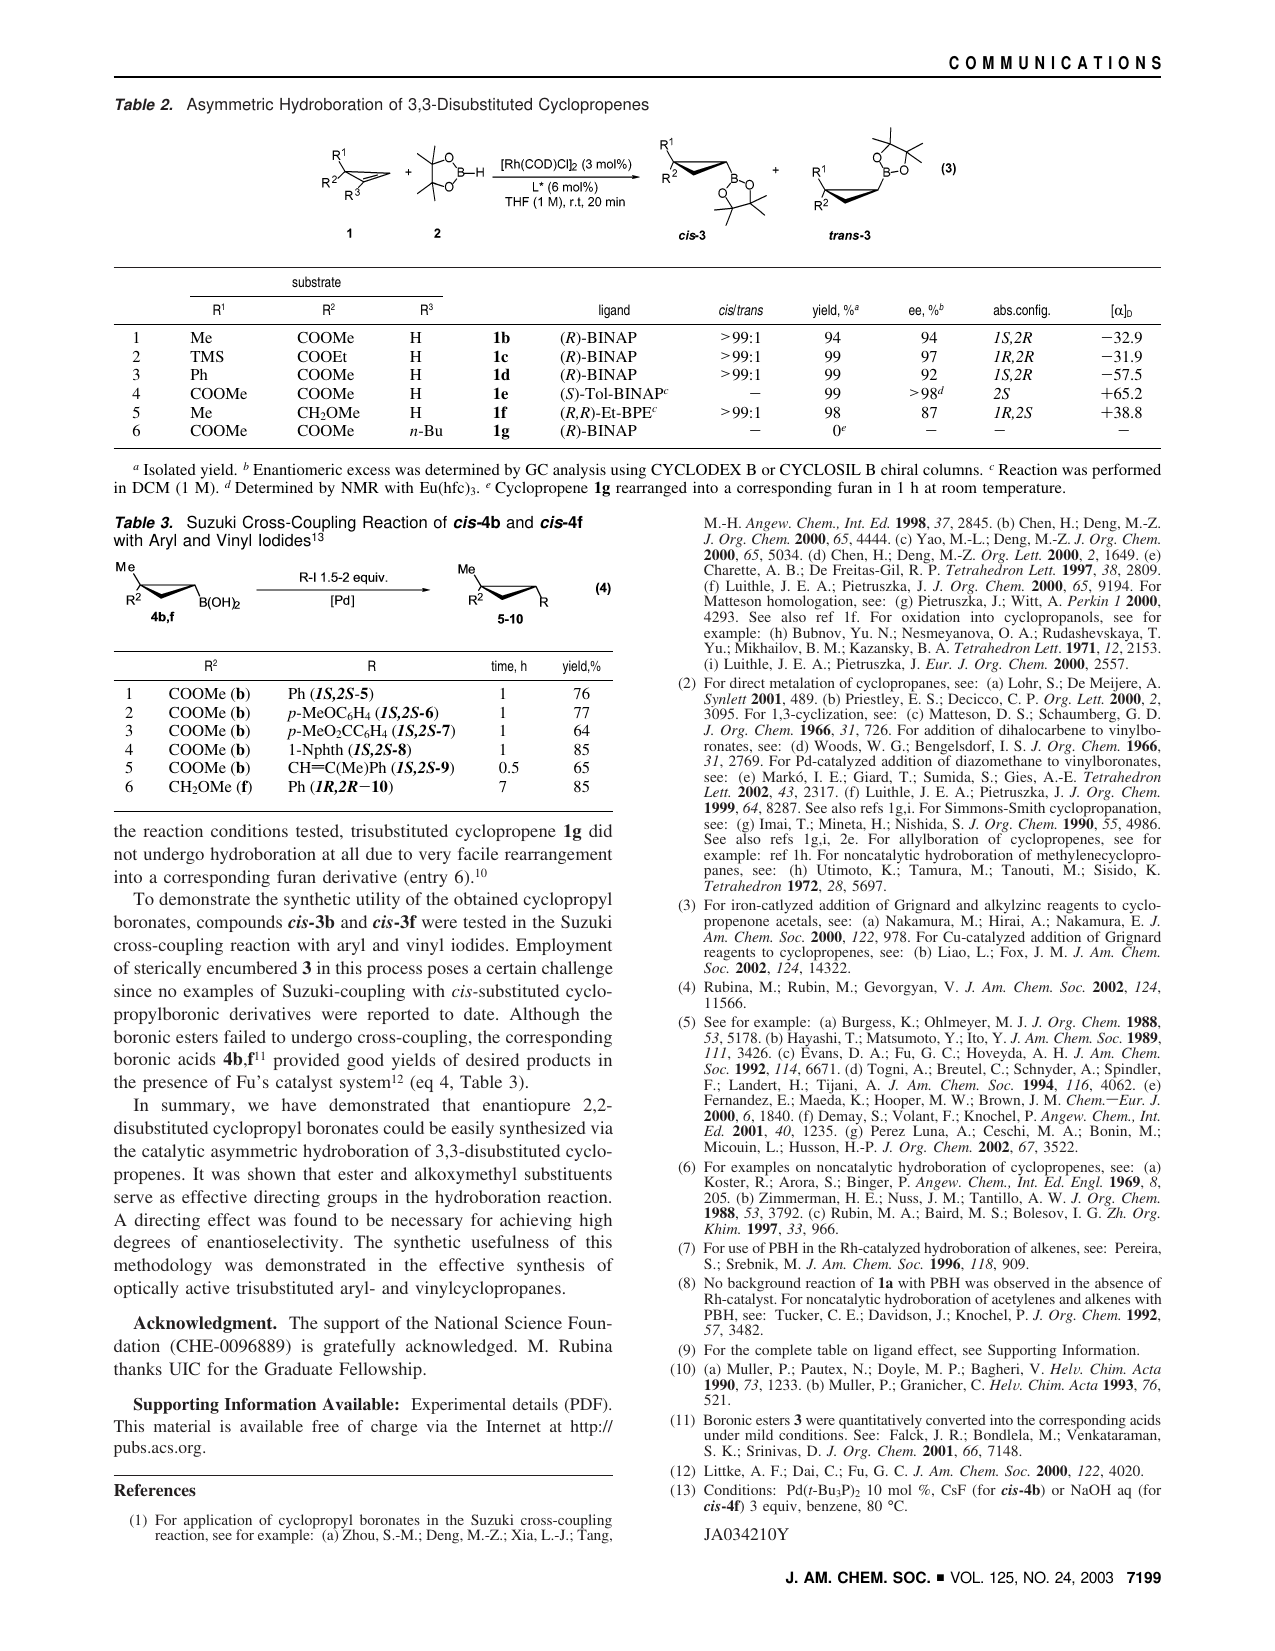 COMMUNICATIONS
Table 2. Asymmetric Hydroboration of 3,3-Disubstituted Cyclopropenes
R1 R2 R3 + O O B–H [Rh(COD)Cl]2 (3 mol%) L* (6 mol%) THF (1 M), r.t, 20 min R1 R2 B O O + R1 R2 O B–O (3)
1 2 cis-3 trans-3
substrate
R1 R2 R3 ligand cis/trans yield, %a ee, %b abs.config. [α]D
1 Me COOMe H 1b (R)-BINAP >99:1 94 94 1S,2R −32.9
2 TMS COOEt H 1c (R)-BINAP >99:1 99 97 1R,2R −31.9
3 Ph COOMe H 1d (R)-BINAP >99:1 99 92 1S,2R −57.5
4 COOMe COOMe H 1e (S)-Tol-BINAPc − 99 >98d 2S +65.2
5 Me CH2OMe H 1f (R,R)-Et-BPEc >99:1 98 87 1R,2S +38.8
6 COOMe COOMe n-Bu 1g (R)-BINAP − 0e − − −
a Isolated yield. b Enantiomeric excess was determined by GC analysis using CYCLODEX B or CYCLOSIL B chiral columns. c Reaction was performed
in DCM (1 M). d Determined by NMR with Eu(hfc)3. e Cyclopropene 1g rearranged into a corresponding furan in 1 h at room temperature.
Table 3. Suzuki Cross-Coupling Reaction of cis-4b and cis-4f
with Aryl and Vinyl Iodides13
Me R2 B(OH)2 4b,f R-I 1.5-2 equiv. [Pd] Me R2 R 5-10 (4)
R2 R time, h yield,%
1 COOMe (b) Ph (1S,2S-5) 1 76
2 COOMe (b) p-MeOC6H4 (1S,2S-6) 1 77
3 COOMe (b) p-MeO2CC6H4 (1S,2S-7) 1 64
4 COOMe (b) 1-Nphth (1S,2S-8) 1 85
5 COOMe (b) CH=C(Me)Ph (1S,2S-9) 0.5 65
6 CH2OMe (f) Ph (1R,2R−10) 7 85
the reaction conditions tested, trisubstituted cyclopropene 1g did
not undergo hydroboration at all due to very facile rearrangement
into a corresponding furan derivative (entry 6).10
To demonstrate the synthetic utility of the obtained cyclopropyl
boronates, compounds cis-3b and cis-3f were tested in the Suzuki
cross-coupling reaction with aryl and vinyl iodides. Employment
of sterically encumbered 3 in this process poses a certain challenge
since no examples of Suzuki-coupling with cis-substituted cyclo-
propylboronic derivatives were reported to date. Although the
boronic esters failed to undergo cross-coupling, the corresponding
boronic acids 4b,f11 provided good yields of desired products in
the presence of Fu's catalyst system12 (eq 4, Table 3).
In summary, we have demonstrated that enantiopure 2,2-
disubstituted cyclopropyl boronates could be easily synthesized via
the catalytic asymmetric hydroboration of 3,3-disubstituted cyclo-
propenes. It was shown that ester and alkoxymethyl substituents
serve as effective directing groups in the hydroboration reaction.
A directing effect was found to be necessary for achieving high
degrees of enantioselectivity. The synthetic usefulness of this
methodology was demonstrated in the effective synthesis of
optically active trisubstituted aryl- and vinylcyclopropanes.
Acknowledgment. The support of the National Science Foun-
dation (CHE-0096889) is gratefully acknowledged. M. Rubina
thanks UIC for the Graduate Fellowship.
Supporting Information Available: Experimental details (PDF).
This material is available free of charge via the Internet at http://
pubs.acs.org.
References
(1) For application of cyclopropyl boronates in the Suzuki cross-coupling
reaction, see for example: (a) Zhou, S.-M.; Deng, M.-Z.; Xia, L.-J.; Tang,
M.-H. Angew. Chem., Int. Ed. 1998, 37, 2845. (b) Chen, H.; Deng, M.-Z.
J. Org. Chem. 2000, 65, 4444. (c) Yao, M.-L.; Deng, M.-Z. J. Org. Chem.
2000, 65, 5034. (d) Chen, H.; Deng, M.-Z. Org. Lett. 2000, 2, 1649. (e)
Charette, A. B.; De Freitas-Gil, R. P. Tetrahedron Lett. 1997, 38, 2809.
(f) Luithle, J. E. A.; Pietruszka, J. J. Org. Chem. 2000, 65, 9194. For
Matteson homologation, see: (g) Pietruszka, J.; Witt, A. Perkin 1 2000,
4293. See also ref 1f. For oxidation into cyclopropanols, see for
example: (h) Bubnov, Yu. N.; Nesmeyanova, O. A.; Rudashevskaya, T.
Yu.; Mikhailov, B. M.; Kazansky, B. A. Tetrahedron Lett. 1971, 12, 2153.
(i) Luithle, J. E. A.; Pietruszka, J. Eur. J. Org. Chem. 2000, 2557.
(2) For direct metalation of cyclopropanes, see: (a) Lohr, S.; De Meijere, A.
Synlett 2001, 489. (b) Priestley, E. S.; Decicco, C. P. Org. Lett. 2000, 2,
3095. For 1,3-cyclization, see: (c) Matteson, D. S.; Schaumberg, G. D.
J. Org. Chem. 1966, 31, 726. For addition of dihalocarbene to vinylbo-
ronates, see: (d) Woods, W. G.; Bengelsdorf, I. S. J. Org. Chem. 1966,
31, 2769. For Pd-catalyzed addition of diazomethane to vinylboronates,
see: (e) Markó, I. E.; Giard, T.; Sumida, S.; Gies, A.-E. Tetrahedron
Lett. 2002, 43, 2317. (f) Luithle, J. E. A.; Pietruszka, J. J. Org. Chem.
1999, 64, 8287. See also refs 1g,i. For Simmons-Smith cyclopropanation,
see: (g) Imai, T.; Mineta, H.; Nishida, S. J. Org. Chem. 1990, 55, 4986.
See also refs 1g,i, 2e. For allylboration of cyclopropenes, see for
example: ref 1h. For noncatalytic hydroboration of methylenecyclopro-
panes, see: (h) Utimoto, K.; Tamura, M.; Tanouti, M.; Sisido, K.
Tetrahedron 1972, 28, 5697.
(3) For iron-catlyzed addition of Grignard and alkylzinc reagents to cyclo-
propenone acetals, see: (a) Nakamura, M.; Hirai, A.; Nakamura, E. J.
Am. Chem. Soc. 2000, 122, 978. For Cu-catalyzed addition of Grignard
reagents to cyclopropenes, see: (b) Liao, L.; Fox, J. M. J. Am. Chem.
Soc. 2002, 124, 14322.
(4) Rubina, M.; Rubin, M.; Gevorgyan, V. J. Am. Chem. Soc. 2002, 124,
11566.
(5) See for example: (a) Burgess, K.; Ohlmeyer, M. J. J. Org. Chem. 1988,
53, 5178. (b) Hayashi, T.; Matsumoto, Y.; Ito, Y. J. Am. Chem. Soc. 1989,
111, 3426. (c) Evans, D. A.; Fu, G. C.; Hoveyda, A. H. J. Am. Chem.
Soc. 1992, 114, 6671. (d) Togni, A.; Breutel, C.; Schnyder, A.; Spindler,
F.; Landert, H.; Tijani, A. J. Am. Chem. Soc. 1994, 116, 4062. (e)
Fernandez, E.; Maeda, K.; Hooper, M. W.; Brown, J. M. Chem.—Eur. J.
2000, 6, 1840. (f) Demay, S.; Volant, F.; Knochel, P. Angew. Chem., Int.
Ed. 2001, 40, 1235. (g) Perez Luna, A.; Ceschi, M. A.; Bonin, M.;
Micouin, L.; Husson, H.-P. J. Org. Chem. 2002, 67, 3522.
(6) For examples on noncatalytic hydroboration of cyclopropenes, see: (a)
Koster, R.; Arora, S.; Binger, P. Angew. Chem., Int. Ed. Engl. 1969, 8,
205. (b) Zimmerman, H. E.; Nuss, J. M.; Tantillo, A. W. J. Org. Chem.
1988, 53, 3792. (c) Rubin, M. A.; Baird, M. S.; Bolesov, I. G. Zh. Org.
Khim. 1997, 33, 966.
(7) For use of PBH in the Rh-catalyzed hydroboration of alkenes, see: Pereira,
S.; Srebnik, M. J. Am. Chem. Soc. 1996, 118, 909.
(8) No background reaction of 1a with PBH was observed in the absence of
Rh-catalyst. For noncatalytic hydroboration of acetylenes and alkenes with
PBH, see: Tucker, C. E.; Davidson, J.; Knochel, P. J. Org. Chem. 1992,
57, 3482.
(9) For the complete table on ligand effect, see Supporting Information.
(10) (a) Muller, P.; Pautex, N.; Doyle, M. P.; Bagheri, V. Helv. Chim. Acta
1990, 73, 1233. (b) Muller, P.; Granicher, C. Helv. Chim. Acta 1993, 76,
521.
(11) Boronic esters 3 were quantitatively converted into the corresponding acids
under mild conditions. See: Falck, J. R.; Bondlela, M.; Venkataraman,
S. K.; Srinivas, D. J. Org. Chem. 2001, 66, 7148.
(12) Littke, A. F.; Dai, C.; Fu, G. C. J. Am. Chem. Soc. 2000, 122, 4020.
(13) Conditions: Pd(t-Bu3P)2 10 mol %, CsF (for cis-4b) or NaOH aq (for
cis-4f) 3 equiv, benzene, 80 °C.
JA034210Y
J. AM. CHEM. SOC. ■ VOL. 125, NO. 24, 2003 7199